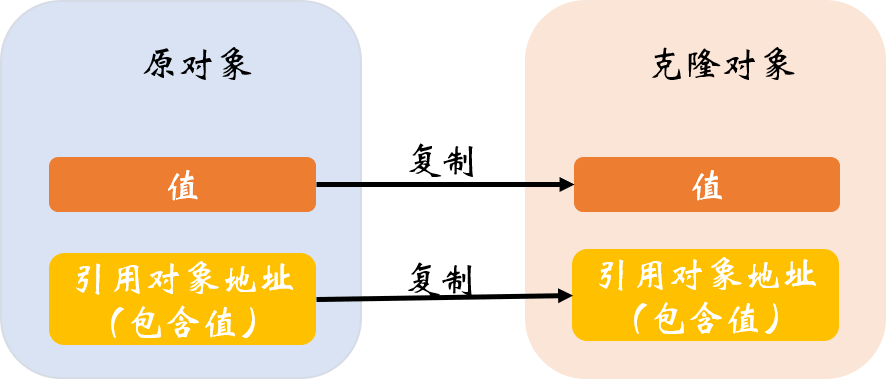 原对象
克隆对象
复制
值
值
复制
引用对象地址
（包含值）
引用对象地址
（包含值）